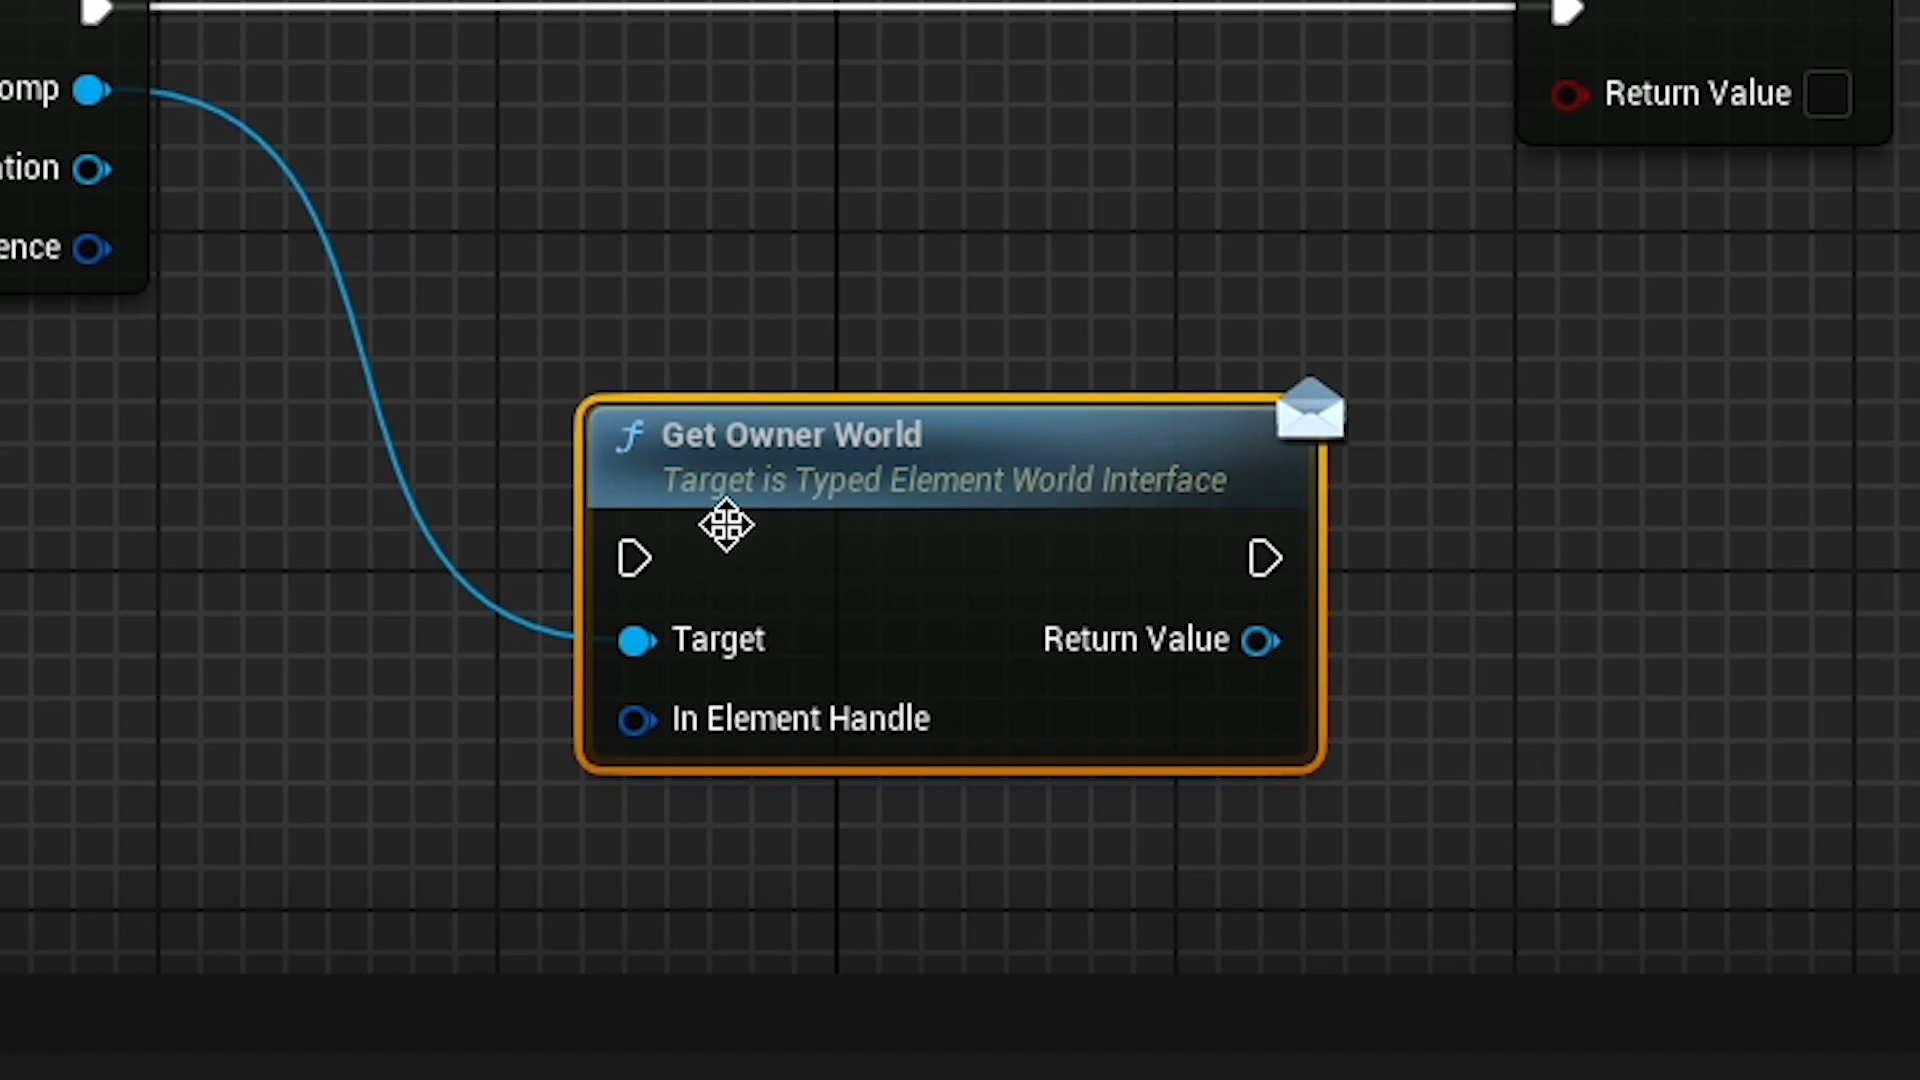 omp
Return Value
ation
ence
f Get Owner World
Target is Typed Element World Interface
Target
Return Value
In Element Handle